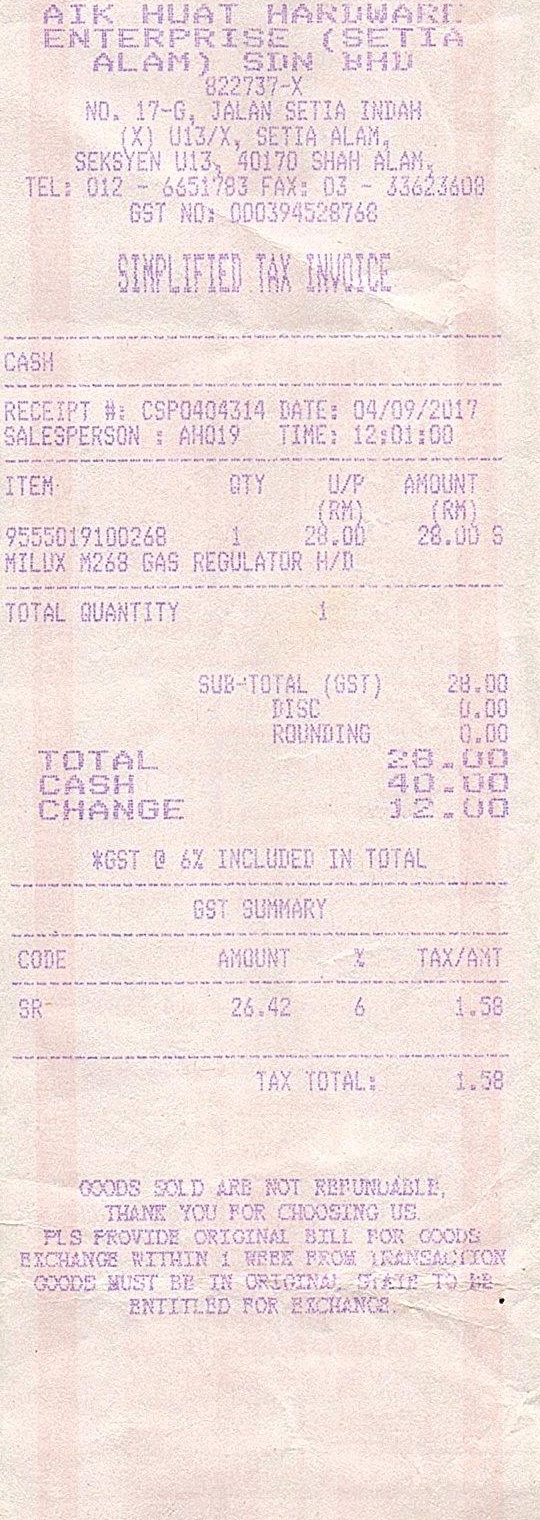 AIK HUAT HARDWARE
ENTERPRISE (SETIA
ALAM) SDN BHD
822737-X
NO. 17-G, JALAN SETIA INDAH
(X) U13/X, SETIA ALAM,
SEKSYEN U13, 40170 SHAH ALAM,
TEL: 012 - 6651783 FAX: 03 - 33623608
GST NO: 000394528768
SIMPLIFIED TAX INVOICE
CASH
RECEIPT #: CSP0404314 DATE: 04/09/2017
SALESPERSON : AH019 TIME: 12:01:00
ITEM QTY U/P AMOUNT
(RM) (RM)
9555019100268 1 28.00 28.00 S
MILUX M268 GAS REGULATOR H/D
TOTAL QUANTITY 1
SUB-TOTAL (GST) 28.00
DISC 0.00
ROUNDING 0.00
TOTAL 28.00
CASH 40.00
CHANGE 12.00
*GST @ 6% INCLUDED IN TOTAL
GST SUMMARY
CODE AMOUNT % TAX/AMT
SR 26.42 6 1.58
TAX TOTAL: 1.58
GOODS SOLD ARE NOT REFUNDABLE,
THANK YOU FOR CHOOSING US.
PLS PROVIDE ORIGINAL BILL FOR GOODS
EXCHANGE WITHIN 1 WEEK FROM TRANSACTION
GOODS MUST BE IN ORIGINAL STATE TO BE
ENTITLED FOR EXCHANGE.